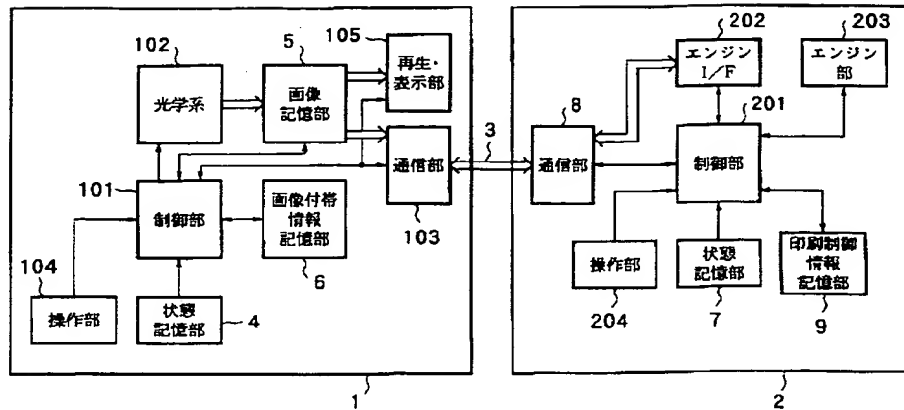 102
光学系
5
画像
記憶部
105
再生・
表示部
通信部
103
101
制御部
画像付帯
情報
記憶部
6
104
操作部
状態
記憶部
4
1
3
202
エンジン
I/F
203
エンジン
部
8
通信部
201
制御部
操作部
204
状態
記憶部
7
印刷制御
情報
記憶部
9
2